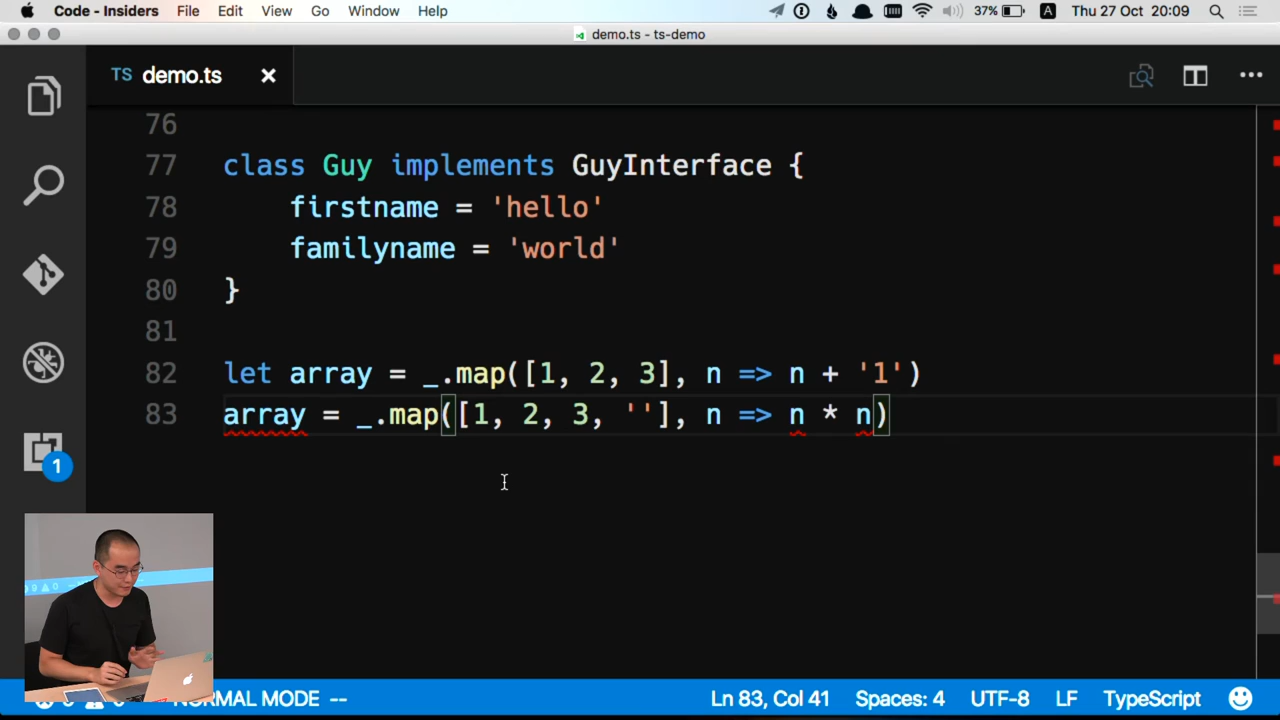 Code - Insiders File Edit View Go Window Help 37% A Thu 27 Oct 20:09
demo.ts - ts-demo
TS demo.ts
76
77 class Guy implements GuyInterface {
78 firstname = 'hello'
79 familyname = 'world'
80 }
81
82 let array = _.map([1, 2, 3], n => n + '1')
83 array = _.map([1, 2, 3, ''], n => n * n)
1
NORMAL MODE -- Ln 83, Col 41 Spaces: 4 UTF-8 LF TypeScript